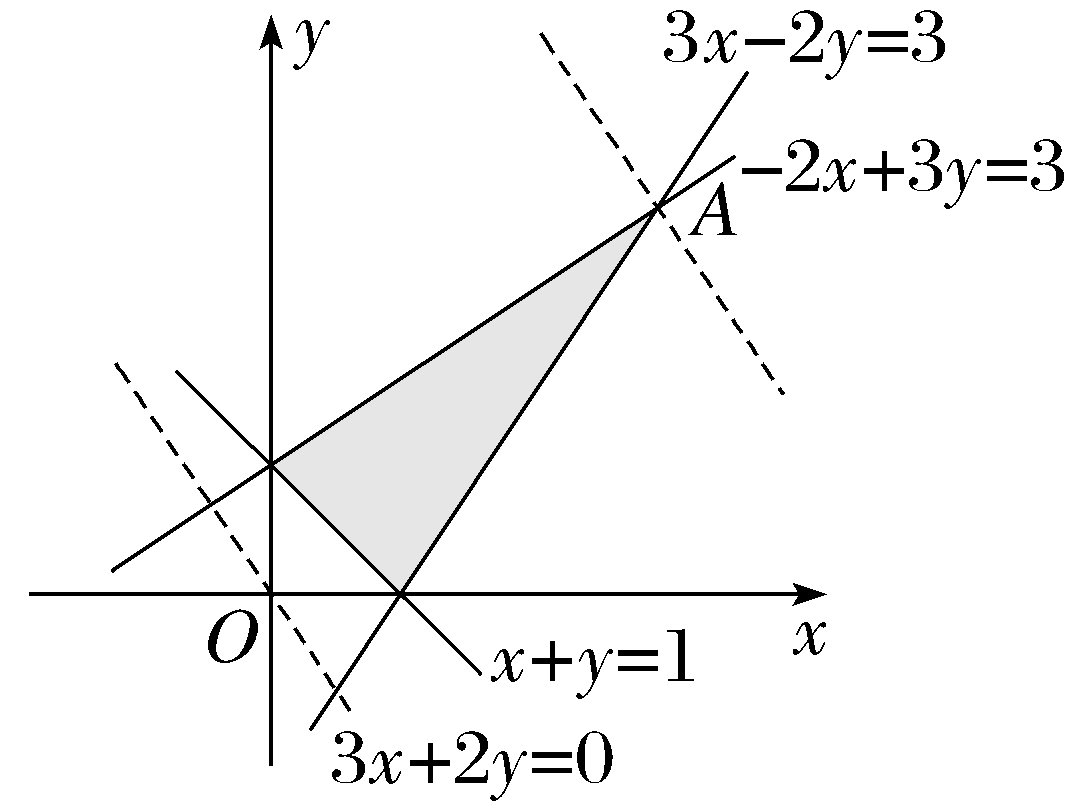 y
3x−2y=3
−2x+3y=3
A
O
x
x+y=1
3x+2y=0